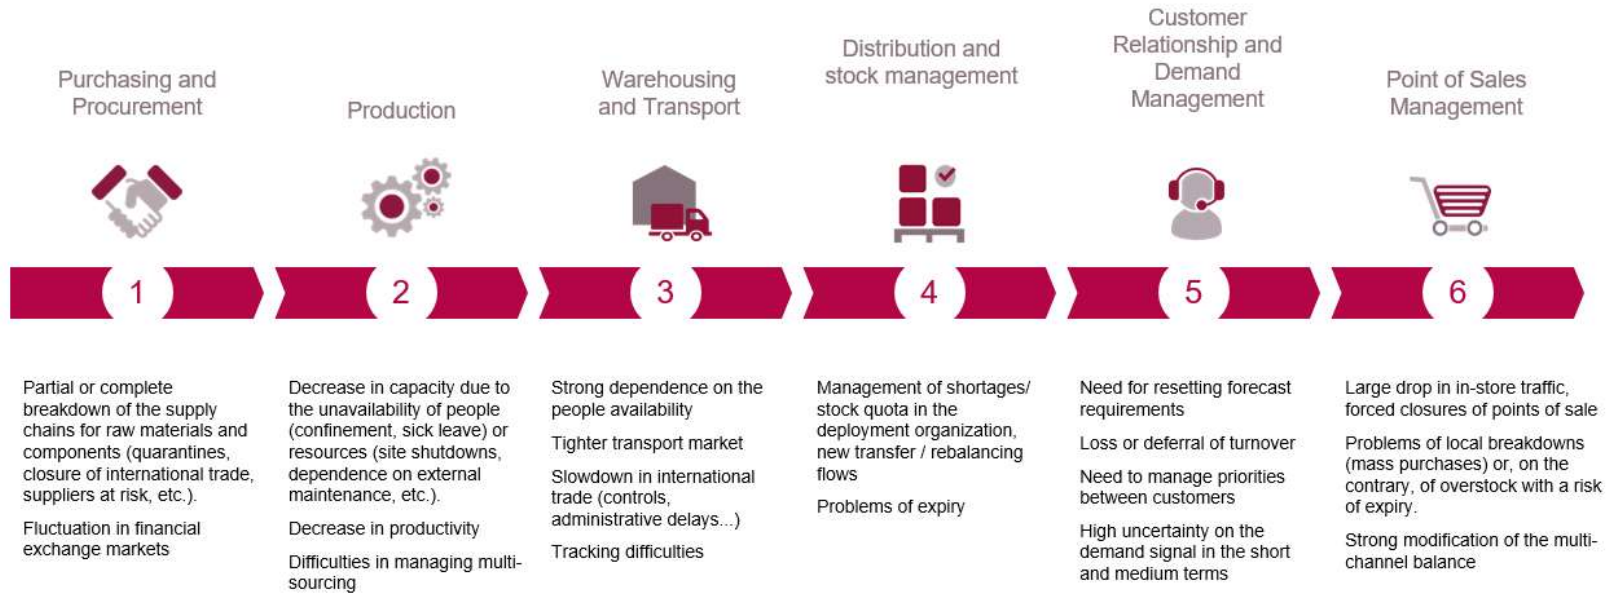 Purchasing and
Procurement
Production
Warehousing
and Transport
Distribution and
stock management
Customer
Relationship and
Demand
Management
Point of Sales
Management
1
2
3
4
5
6
Partial or complete
breakdown of the supply
chains for raw materials and
components (quarantines,
closure of international trade,
suppliers at risk, etc.).
Fluctuation in financial
exchange markets
Decrease in capacity due to
the unavailability of people
(confinement, sick leave) or
resources (site shutdowns,
dependence on external
maintenance, etc.).
Decrease in productivity
Difficulties in managing multi-
sourcing
Strong dependence on the
people availability
Tighter transport market
Slowdown in international
trade (controls,
administrative delays...)
Tracking difficulties
Management of shortages/
stock quota in the
deployment organization,
new transfer / rebalancing
flows
Problems of expiry
Need for resetting forecast
requirements
Loss or deferral of turnover
Need to manage priorities
between customers
High uncertainty on the
demand signal in the short
and medium terms
Large drop in in-store traffic,
forced closures of points of sale
Problems of local breakdowns
(mass purchases) or, on the
contrary, of overstock with a risk
of expiry.
Strong modification of the multi-
channel balance